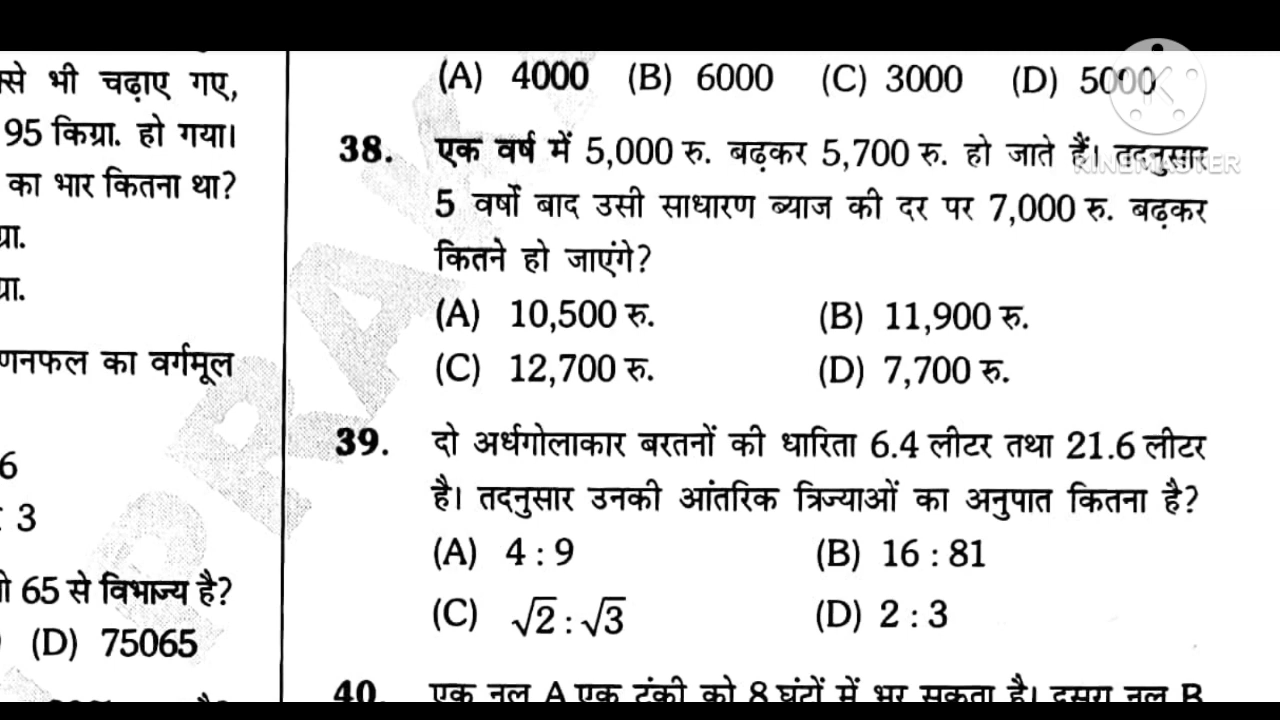 से भी चढ़ाए गए,
95 किग्रा. हो गया।
का भार कितना था?
ग्रा.
ग्रा.
णनफल का वर्गमूल
6
3
65 से विभाज्य है?
(D) 75065
(A) 4000 (B) 6000 (C) 3000 (D) 5000
38. एक वर्ष में 5,000 रु. बढ़कर 5,700 रु. हो जाते हैं। तदनुसार
5 वर्षों बाद उसी साधारण ब्याज की दर पर 7,000 रु. बढ़कर
कितने हो जाएंगे?
(A) 10,500 रु. (B) 11,900 रु.
(C) 12,700 रु. (D) 7,700 रु.
39. दो अर्धगोलाकार बरतनों की धारिता 6.4 लीटर तथा 21.6 लीटर
है। तदनुसार उनकी आंतरिक त्रिज्याओं का अनुपात कितना है?
(A) 4 : 9 (B) 16 : 81
(C) √2 : √3 (D) 2 : 3
40. एक नल A एक टंकी को 8 घंटों में भर सकता है। दूसरा नल B
KINEMASTER